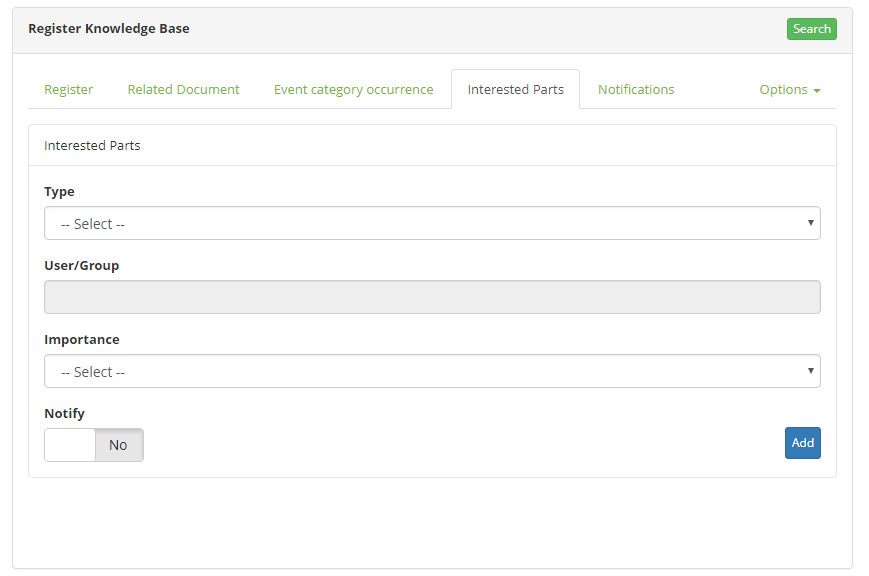 Register Knowledge Base
Search
Register
Related Document
Event category occurrence
Interested Parts
Notifications
Options
Interested Parts
Type
-- Select --
User/Group
Importance
-- Select --
Notify
No
Add